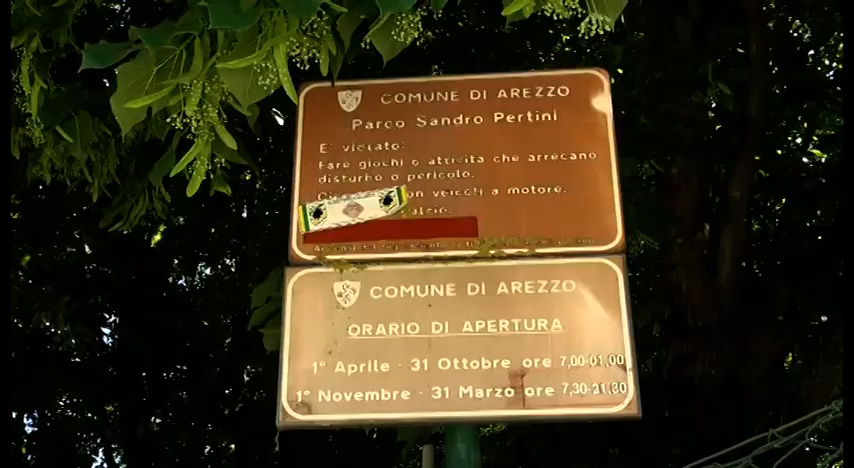 COMUNE DI AREZZO
Parco Sandro Pertini
E' vietato:
Fare giochi o attivita che arrecano
disturbo o pericolo.
veicoli a motore.
calcio.
COMUNE DI AREZZO
ORARIO DI APERTURA
1° Aprile - 31 Ottobre ore 7,00-01,00
1° Novembre - 31 Marzo ore 7,30-21,30